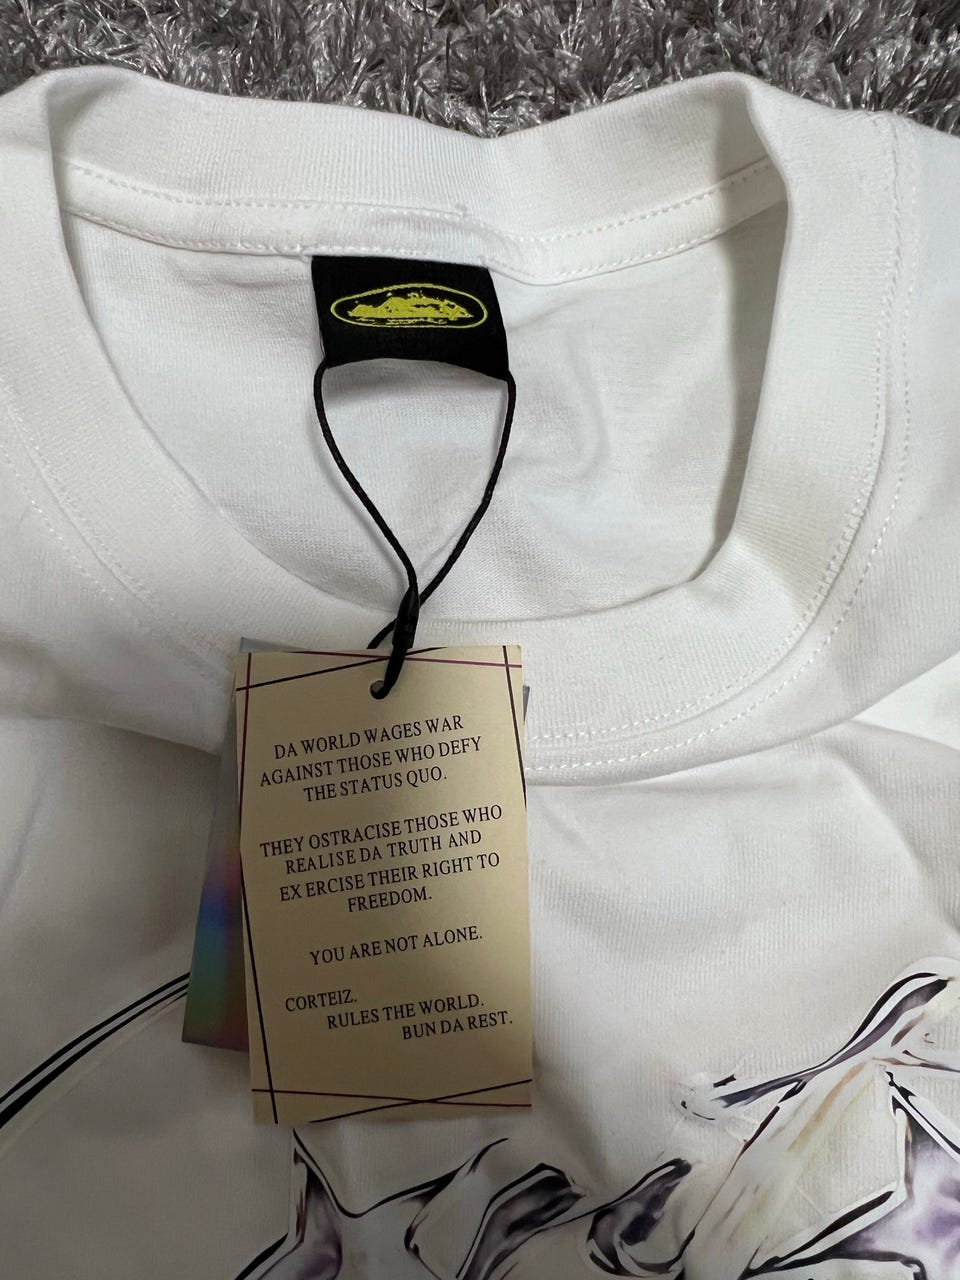 DA WORLD WAGES WAR
AGAINST THOSE WHO DEFY
THE STATUS QUO.
THEY OSTRACISE THOSE WHO
REALISE DA TRUTH AND
EX ERCISE THEIR RIGHT TO
FREEDOM.
YOU ARE NOT ALONE.
CORTEIZ.
RULES THE WORLD.
BUN DA REST.